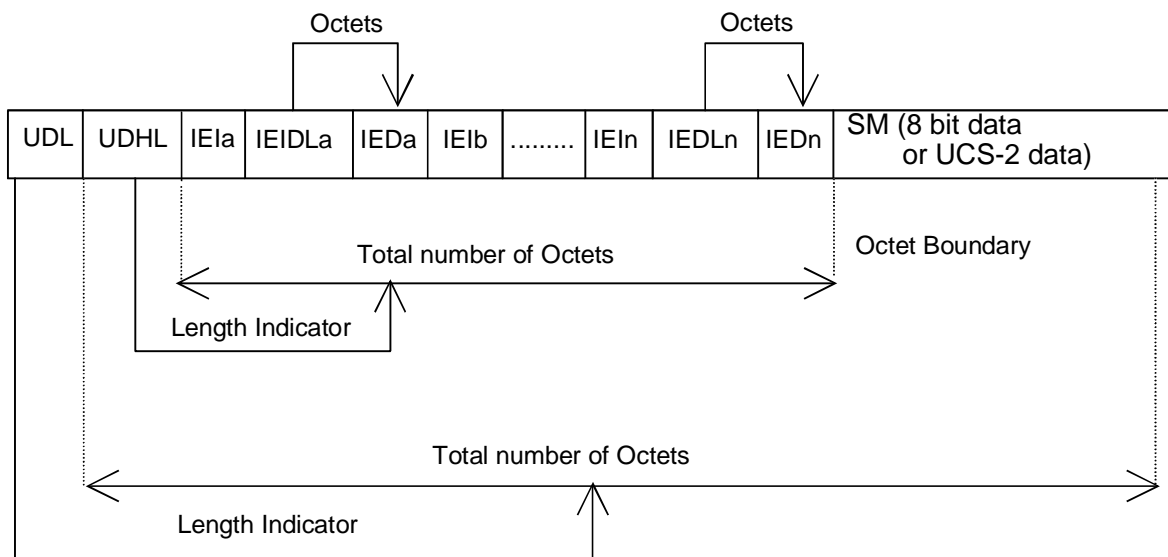 Octets Octets
UDL UDHL IEIa IEIDLa IEDa IEIb ......... IEIn IEDLn IEDn SM (8 bit data
or UCS-2 data)
Total number of Octets
Octet Boundary
Length Indicator
Total number of Octets
Length Indicator